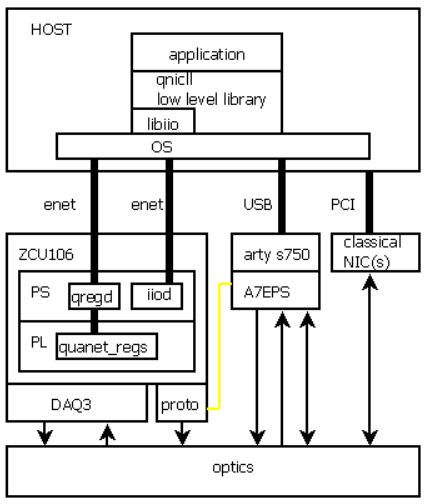 HOST
application
qnicll
low level library
libiio
OS
enet
enet
USB
PCI
ZCU106
arty s750
classical
NIC(s)
PS
qregd
iiod
A7EPS
PL
quanet_regs
DAQ3
proto
optics